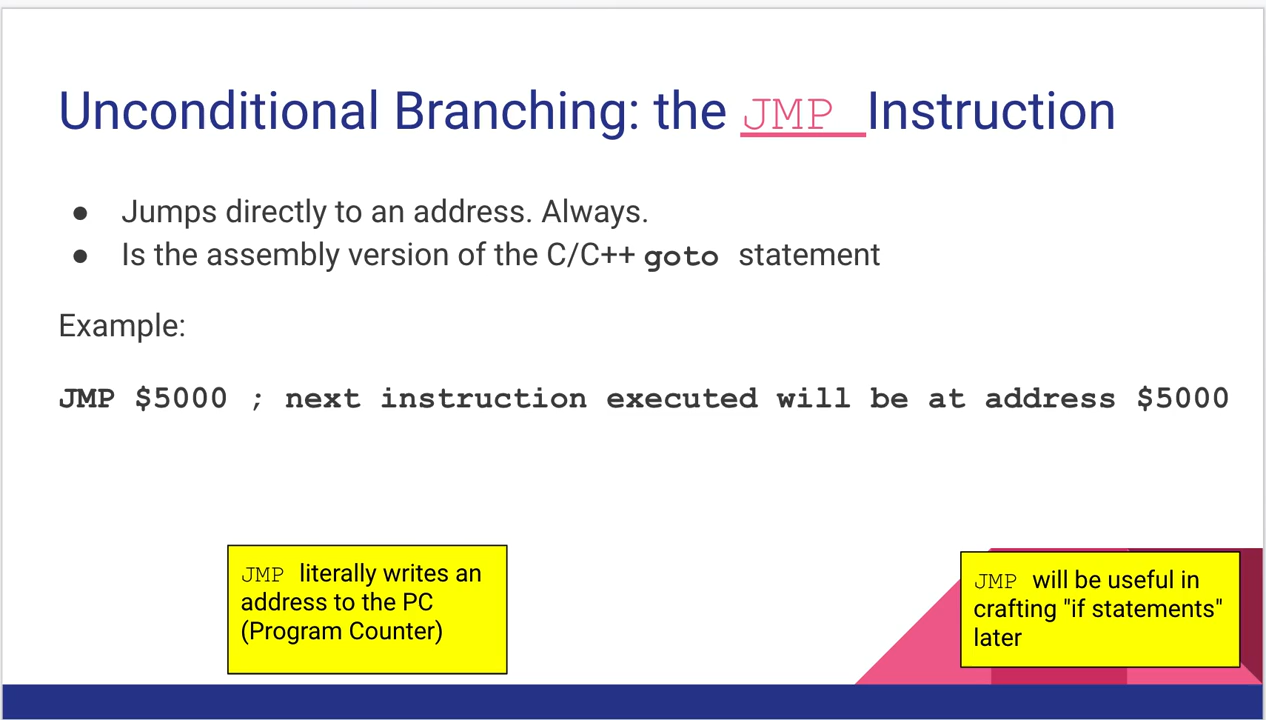 Unconditional Branching: the JMP Instruction
● Jumps directly to an address. Always.
● Is the assembly version of the C/C++ goto statement
Example:
JMP $5000 ; next instruction executed will be at address $5000
JMP literally writes an
address to the PC
(Program Counter)
JMP will be useful in
crafting "if statements"
later